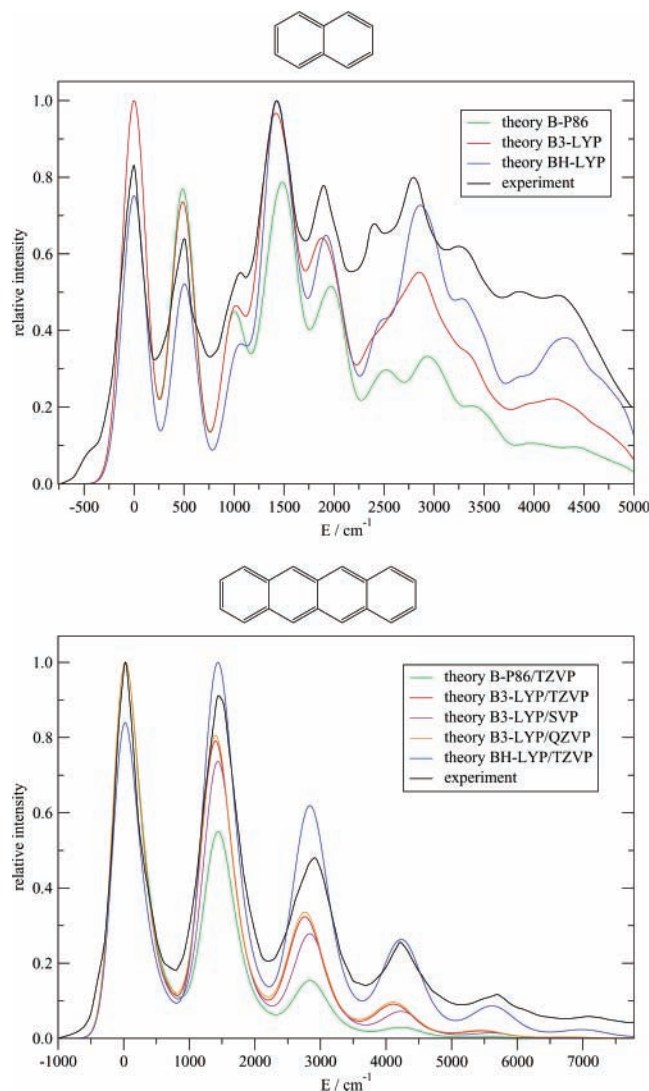 1.0
0.8
0.6
0.4
0.2
0.0
relative intensity
theory B-P86
theory B3-LYP
theory BH-LYP
experiment
-500 0 500 1000 1500 2000 2500 3000 3500 4000 4500 5000
E / cm⁻¹
1.0
0.8
0.6
0.4
0.2
0.0
relative intensity
theory B-P86/TZVP
theory B3-LYP/TZVP
theory B3-LYP/SVP
theory B3-LYP/QZVP
theory BH-LYP/TZVP
experiment
-1000 0 1000 2000 3000 4000 5000 6000 7000
E / cm⁻¹